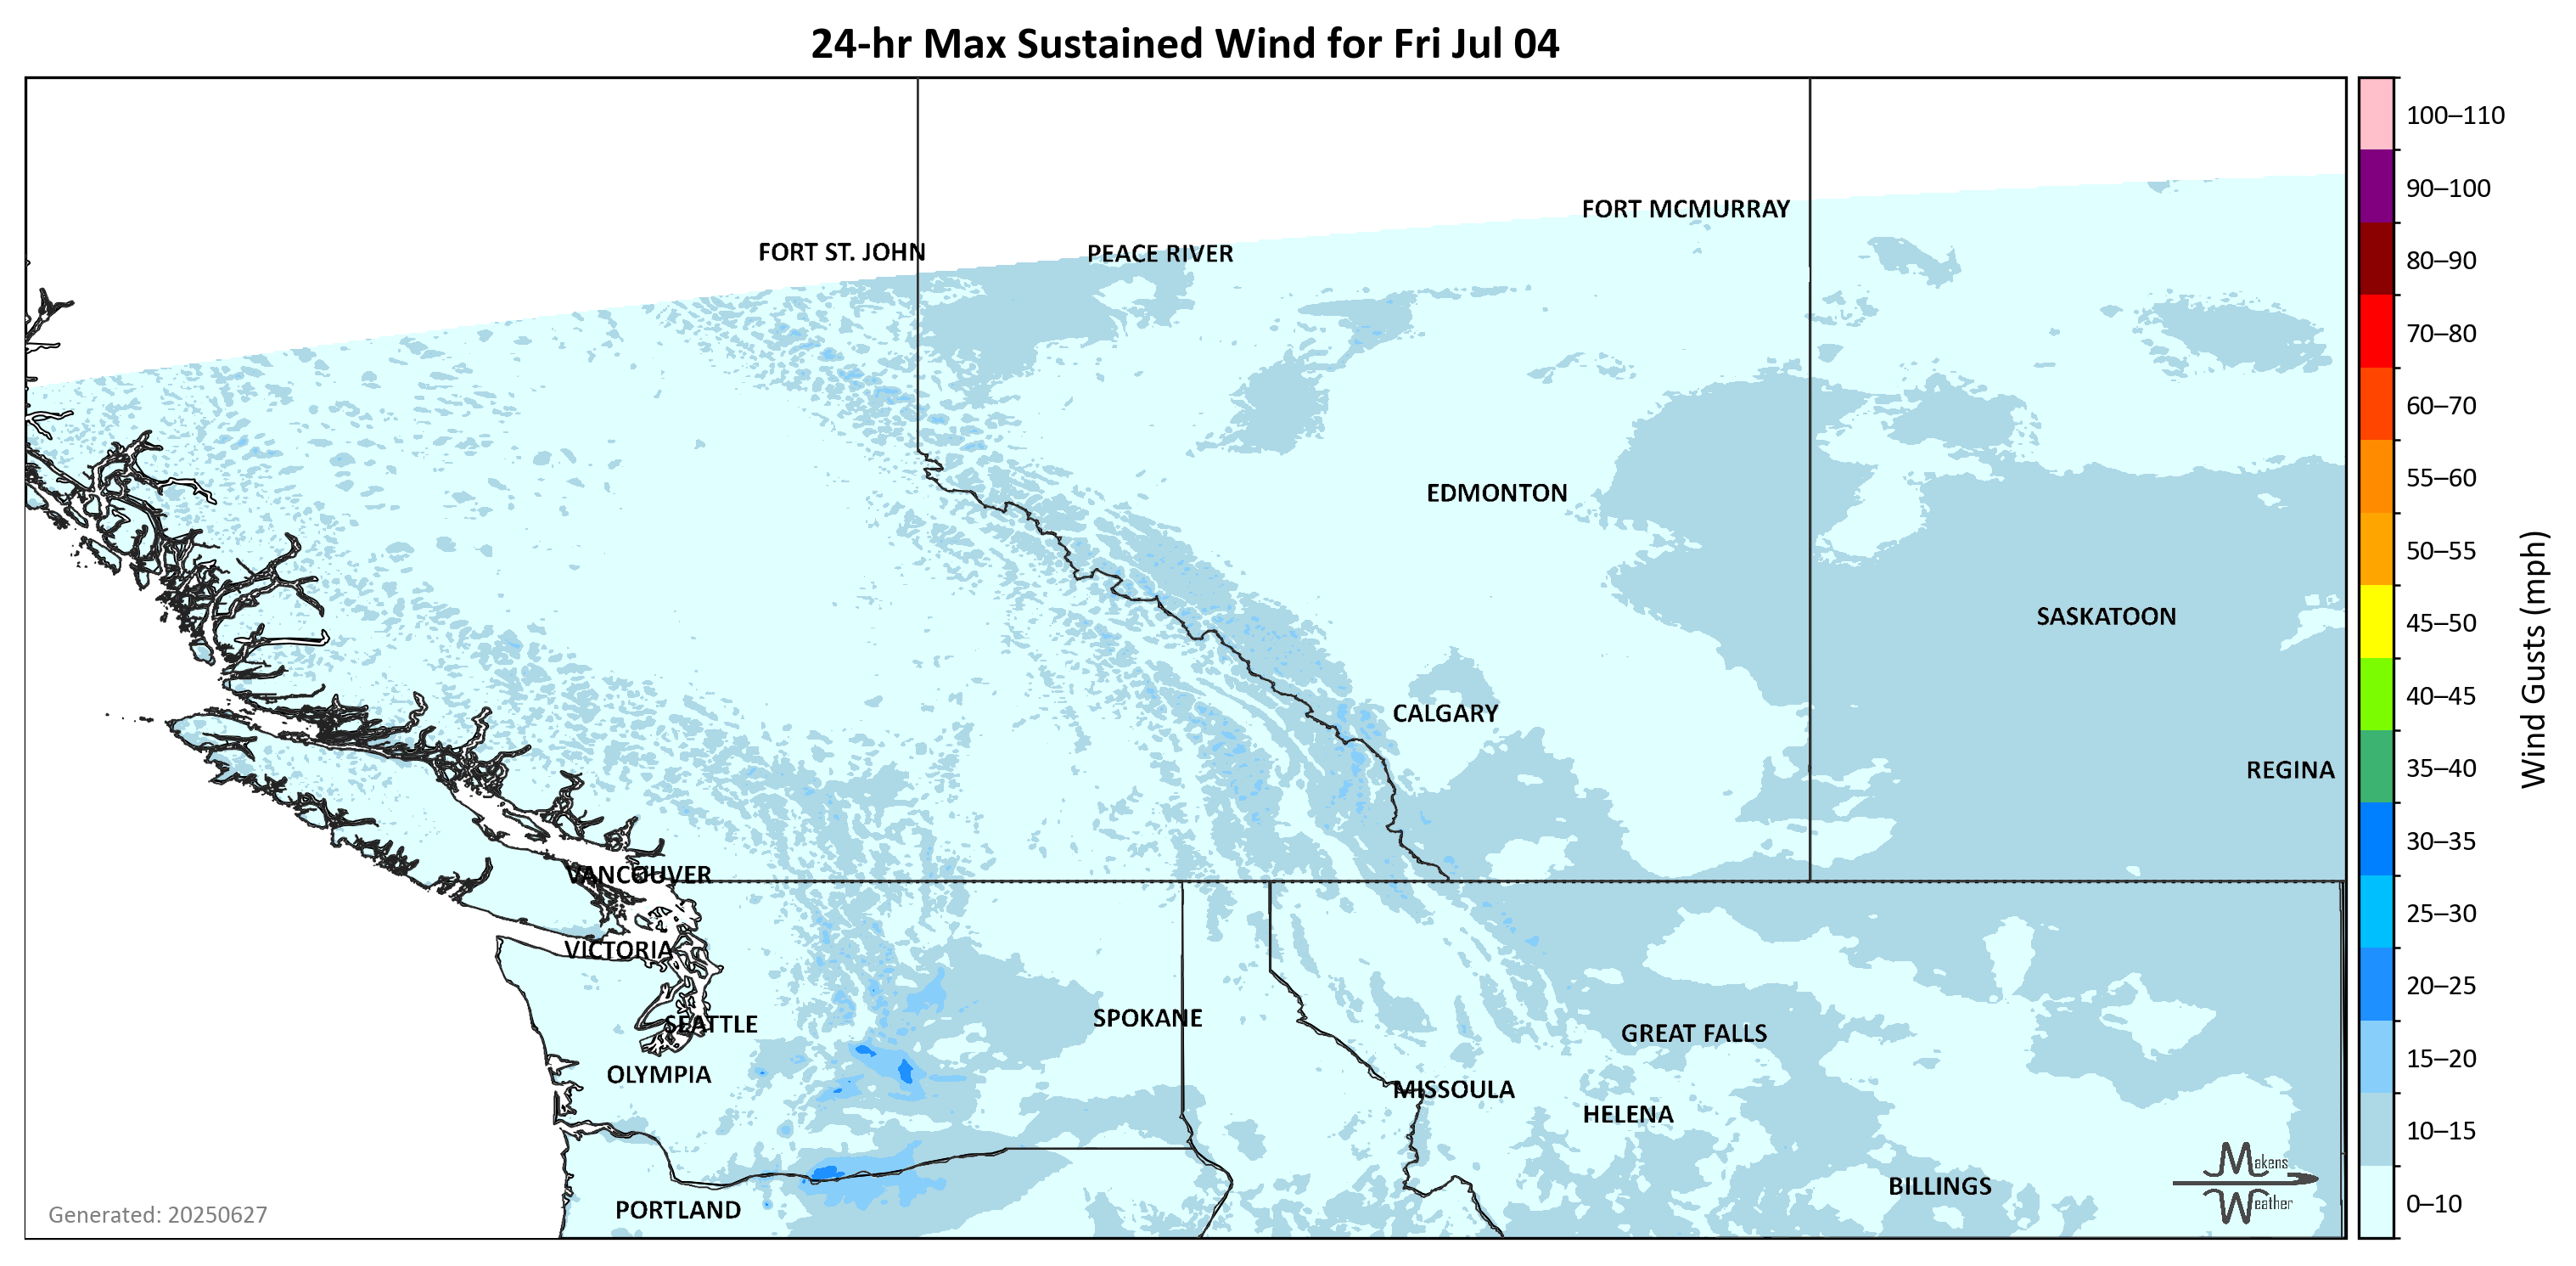 24-hr Max Sustained Wind for Fri Jul 04
100–110
90–100
80–90
70–80
60–70
55–60
50–55
45–50
40–45
35–40
30–35
25–30
20–25
15–20
10–15
0–10
Wind Gusts (mph)
FORT MCMURRAY
FORT ST. JOHN
PEACE RIVER
EDMONTON
SASKATOON
CALGARY
REGINA
VANCOUVER
VICTORIA
SEATTLE
SPOKANE
GREAT FALLS
OLYMPIA
MISSOULA
HELENA
BILLINGS
PORTLAND
Makens
Weather
Generated: 20250627